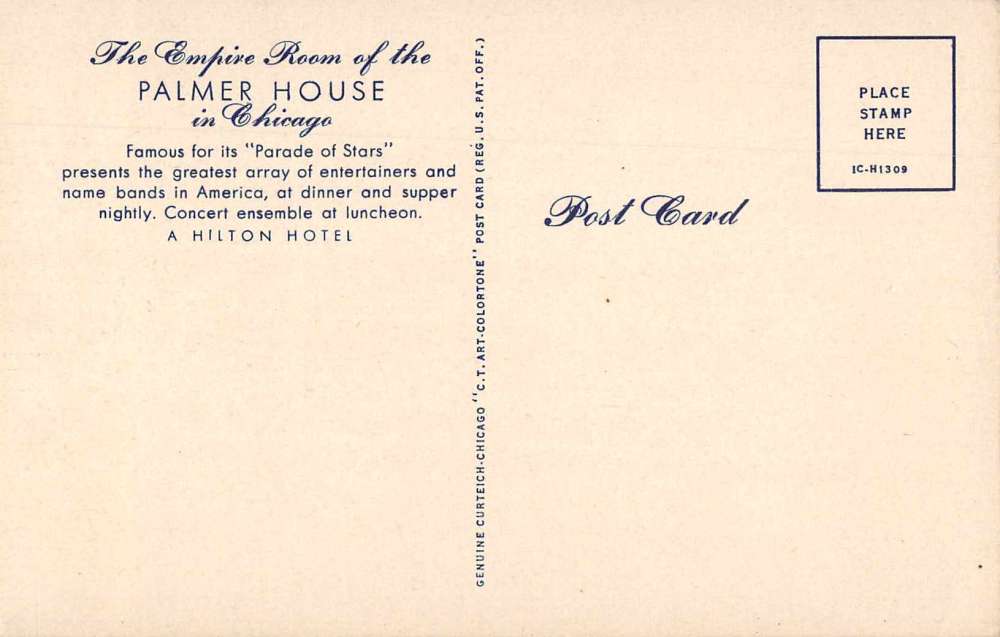 The Empire Room of the
PALMER HOUSE
in Chicago
Famous for its "Parade of Stars"
presents the greatest array of entertainers and
name bands in America, at dinner and supper
nightly. Concert ensemble at luncheon.
A HILTON HOTEL
GENUINE CURTEICH-CHICAGO "C.T. ART-COLORTONE" POST CARD (REG. U.S. PAT. OFF.)
Post Card
PLACE
STAMP
HERE
1C-H1309